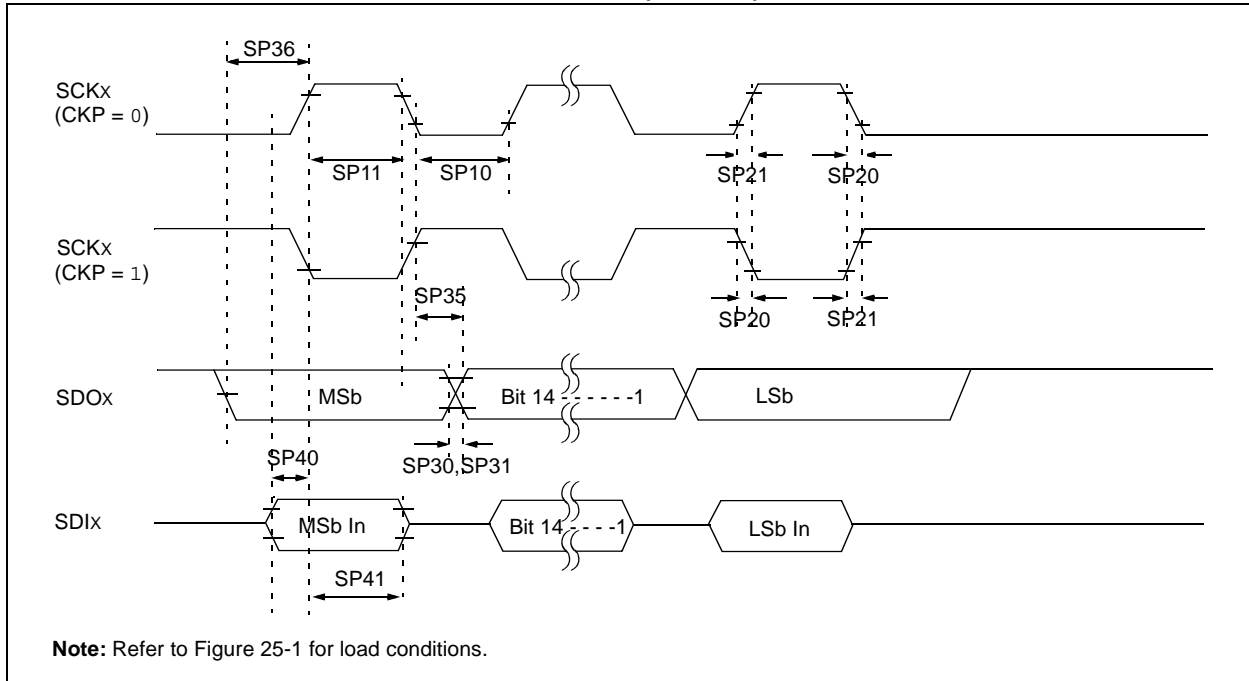 SP36
SCKx
(CKP = 0)
SP11
SP10
SP21
SP20
SCKx
(CKP = 1)
SP35
SP20
SP21
SDOx
MSb
Bit 14 - - - - - -1
LSb
SP40
SP30,SP31
SDIx
MSb In
Bit 14 - - - - -1
LSb In
SP41
Note: Refer to Figure 25-1 for load conditions.